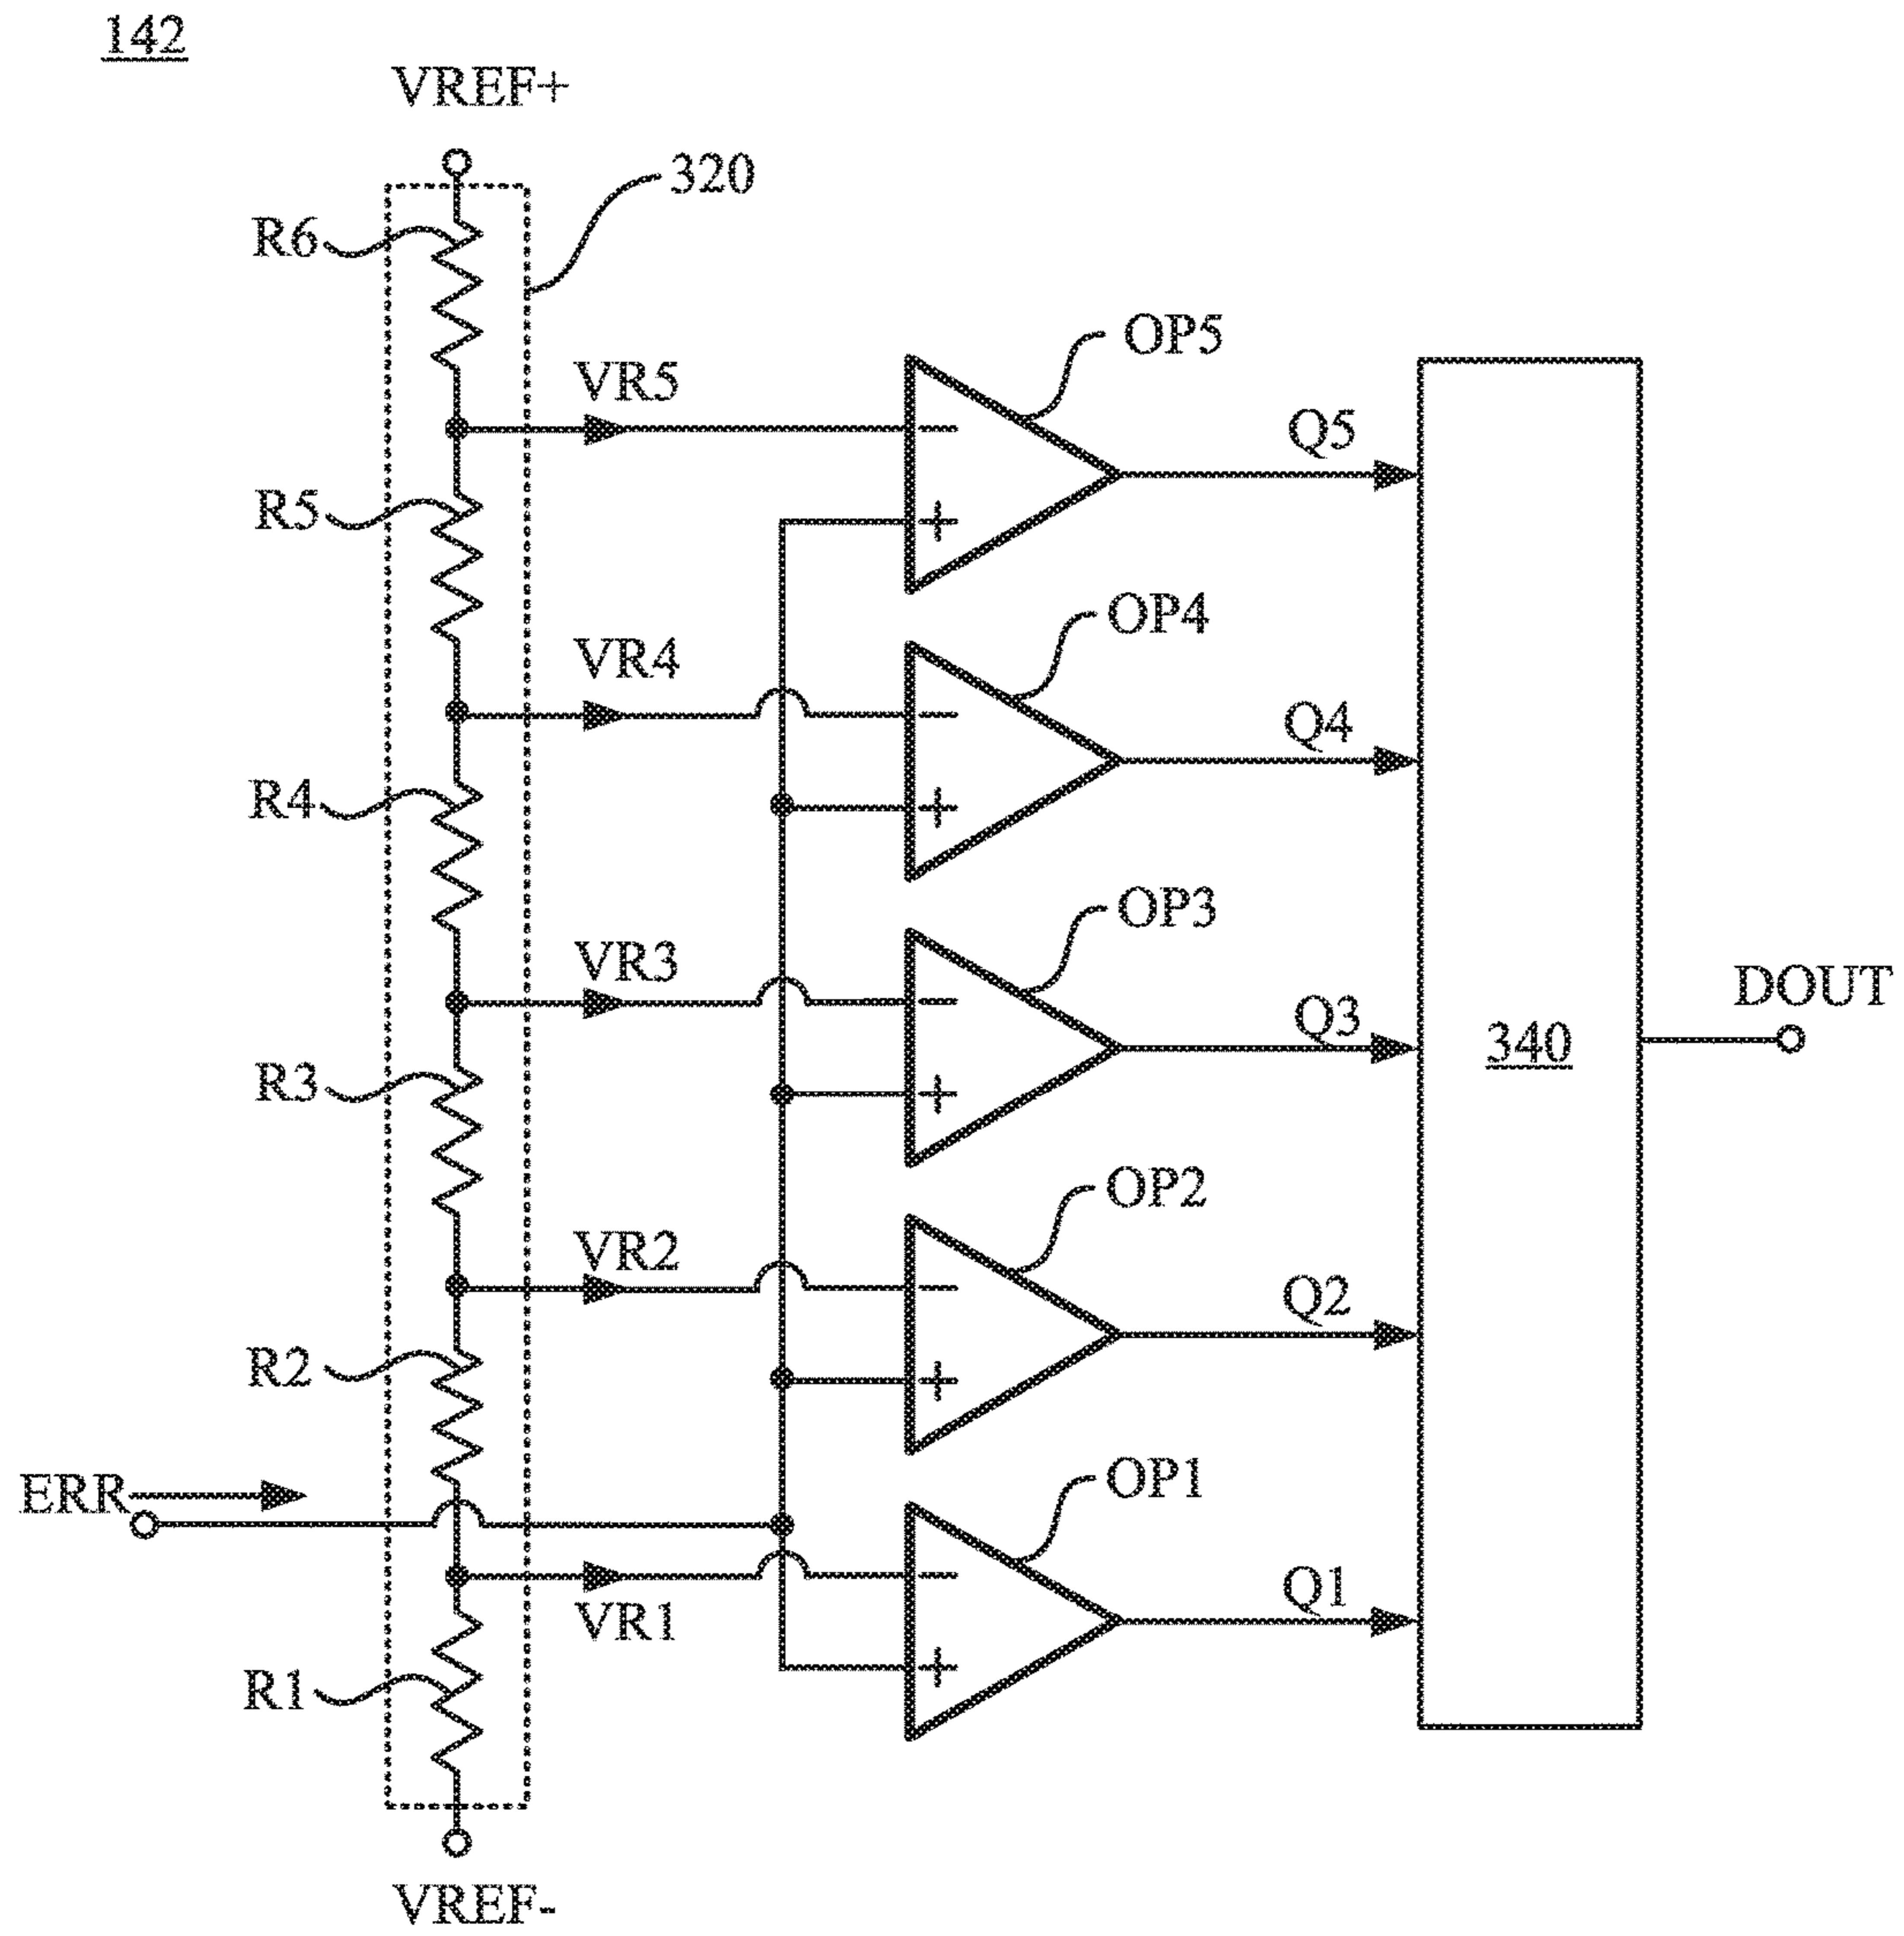 142
VREF+
320
R6
OP5
VR5
Q5
R5
OP4
VR4
Q4
R4
OP3
VR3
DOUT
Q3
340
R3
OP2
VR2
Q2
R2
OP1
ERR
Q1
VR1
R1
VREF-